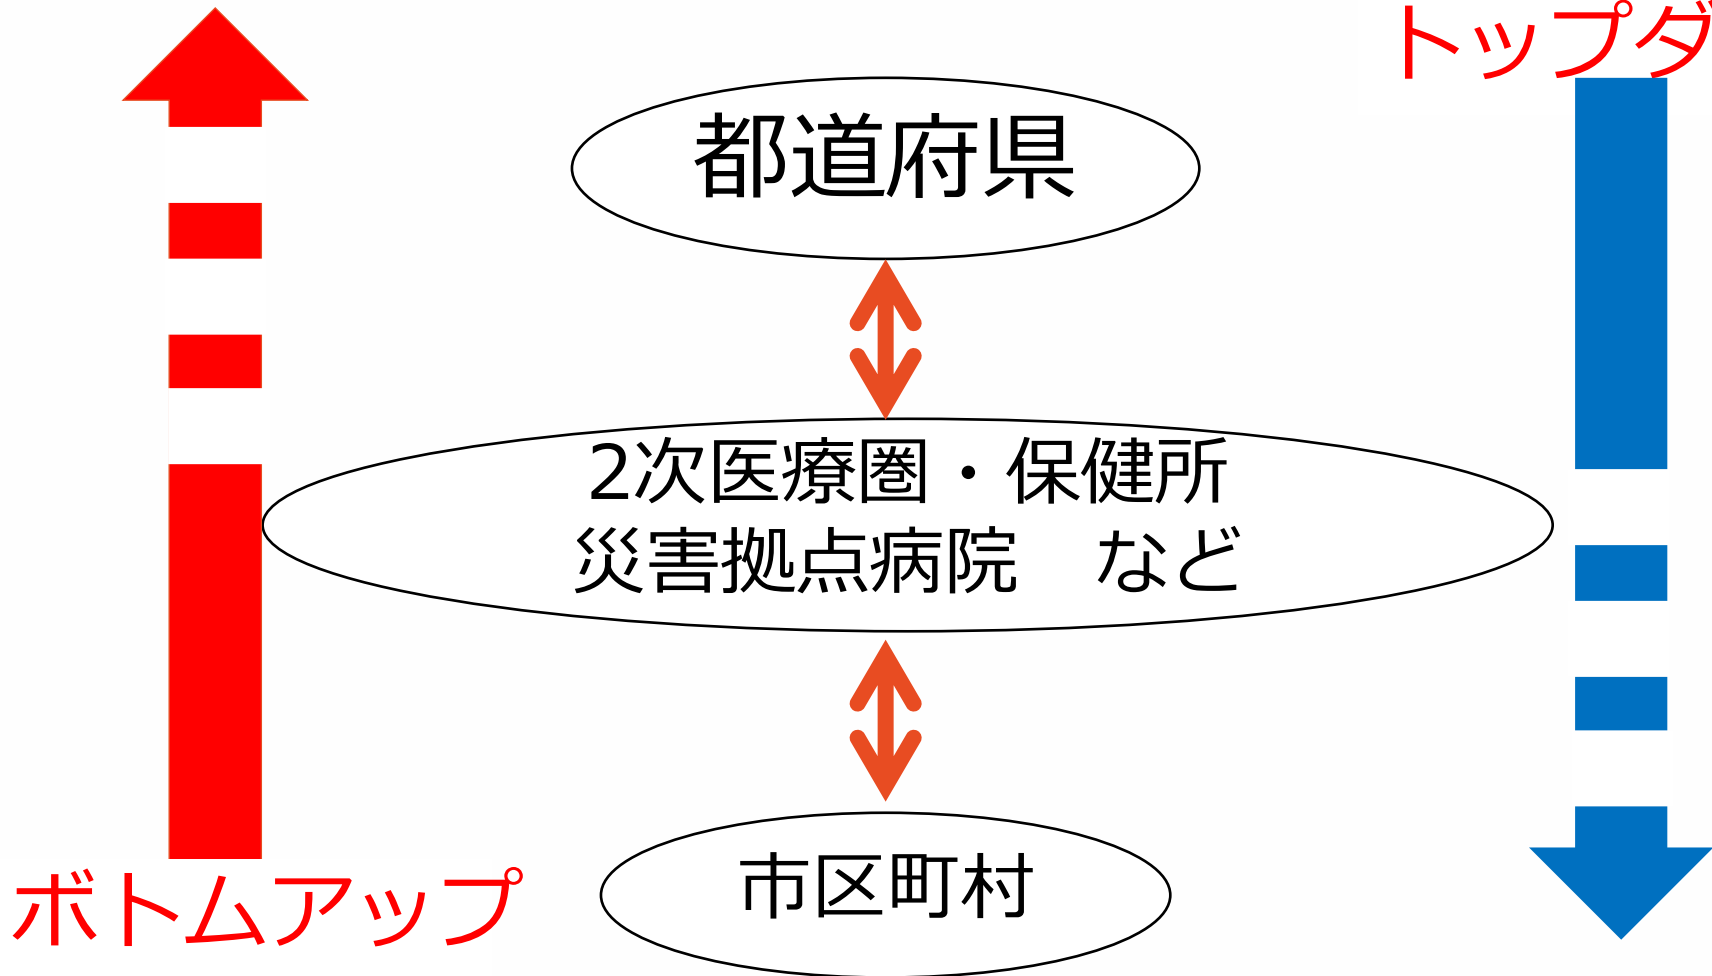 トップダ
都道府県
2次医療圏・保健所
災害拠点病院　など
市区町村
ボトムアップ